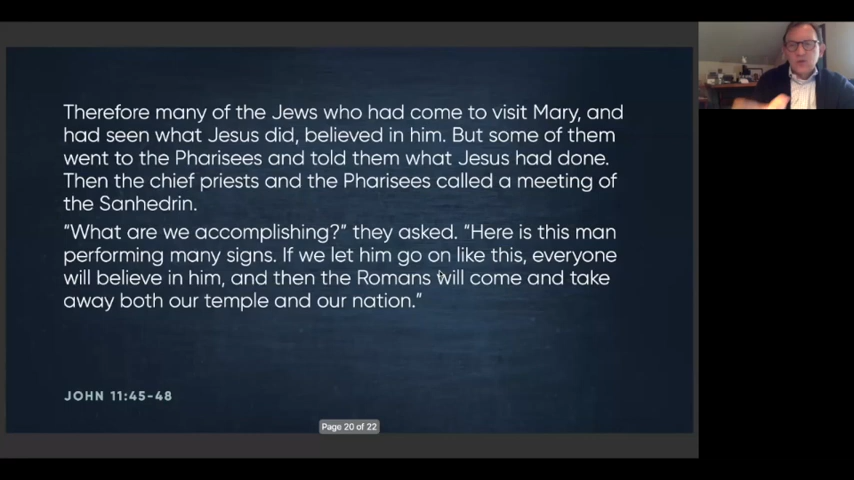 Therefore many of the Jews who had come to visit Mary, and
had seen what Jesus did, believed in him. But some of them
went to the Pharisees and told them what Jesus had done.
Then the chief priests and the Pharisees called a meeting of
the Sanhedrin.
“What are we accomplishing?” they asked. “Here is this man
performing many signs. If we let him go on like this, everyone
will believe in him, and then the Romans will come and take
away both our temple and our nation.”
JOHN 11:45-48
Page 20 of 22